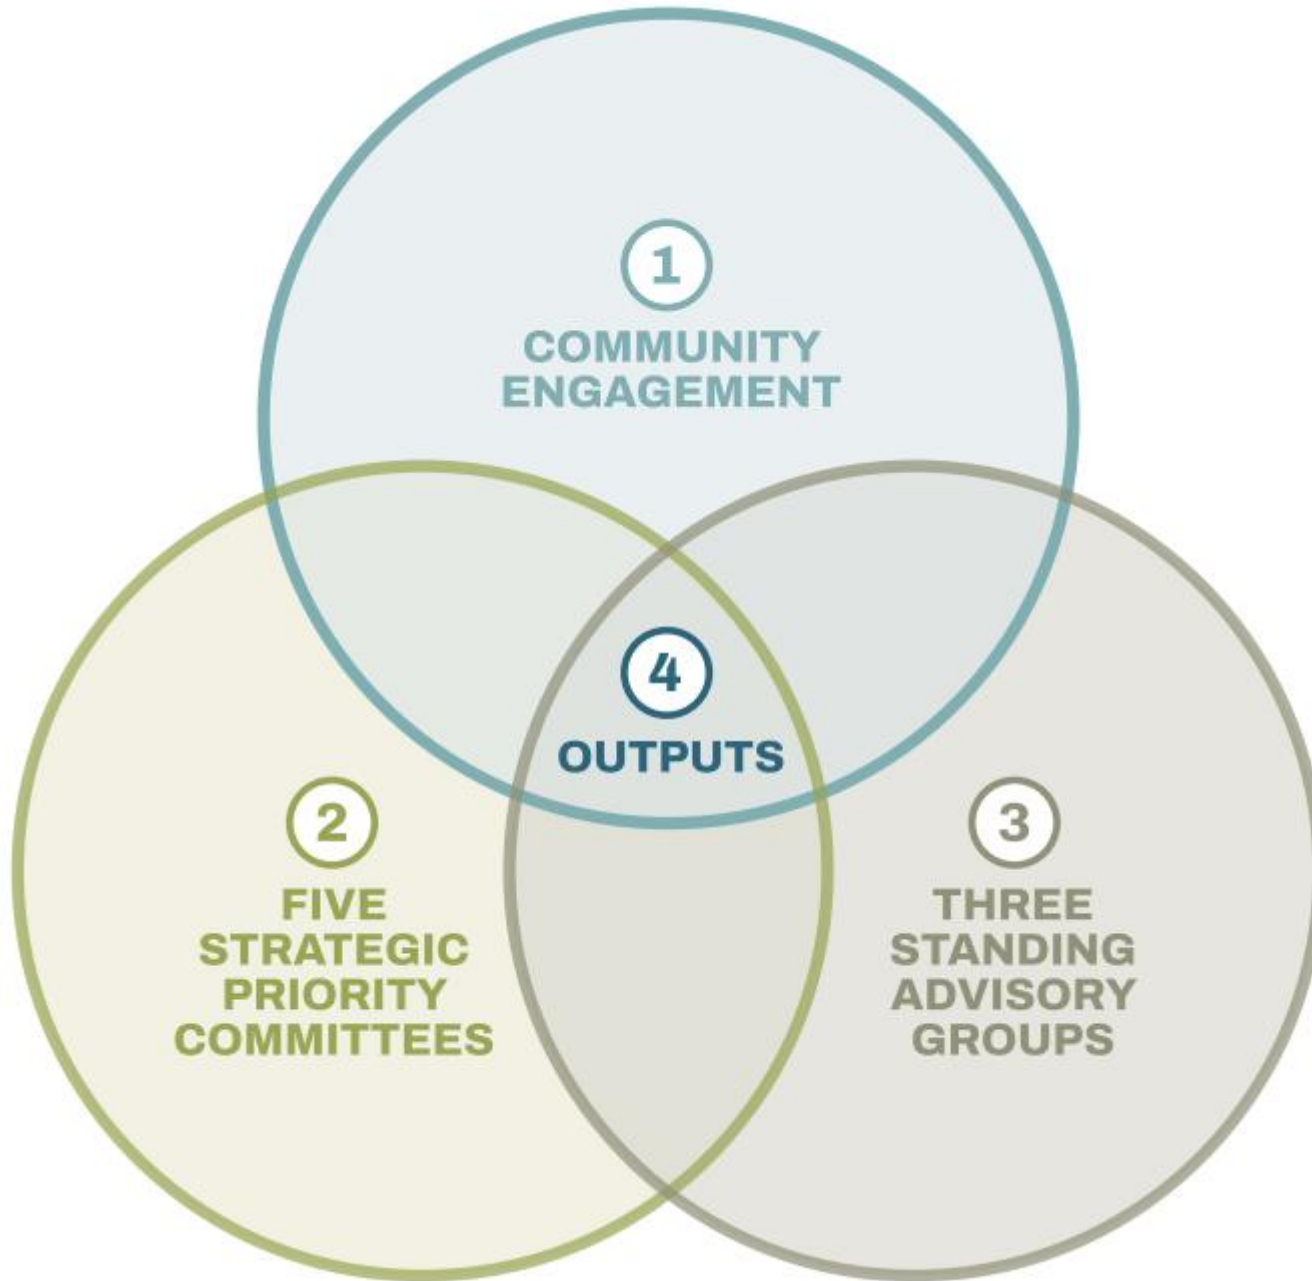 1
COMMUNITY
ENGAGEMENT
4
OUTPUTS
2
FIVE
STRATEGIC
PRIORITY
COMMITTEES
3
THREE
STANDING
ADVISORY
GROUPS